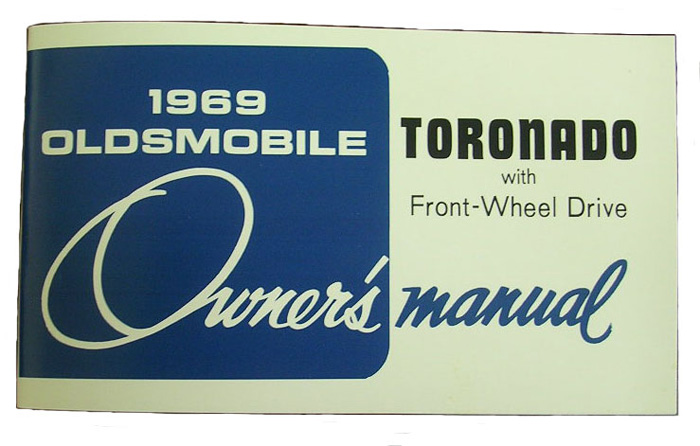 1969
OLDSMOBILE
TORONADO
with
Front-Wheel Drive
Owner's manual